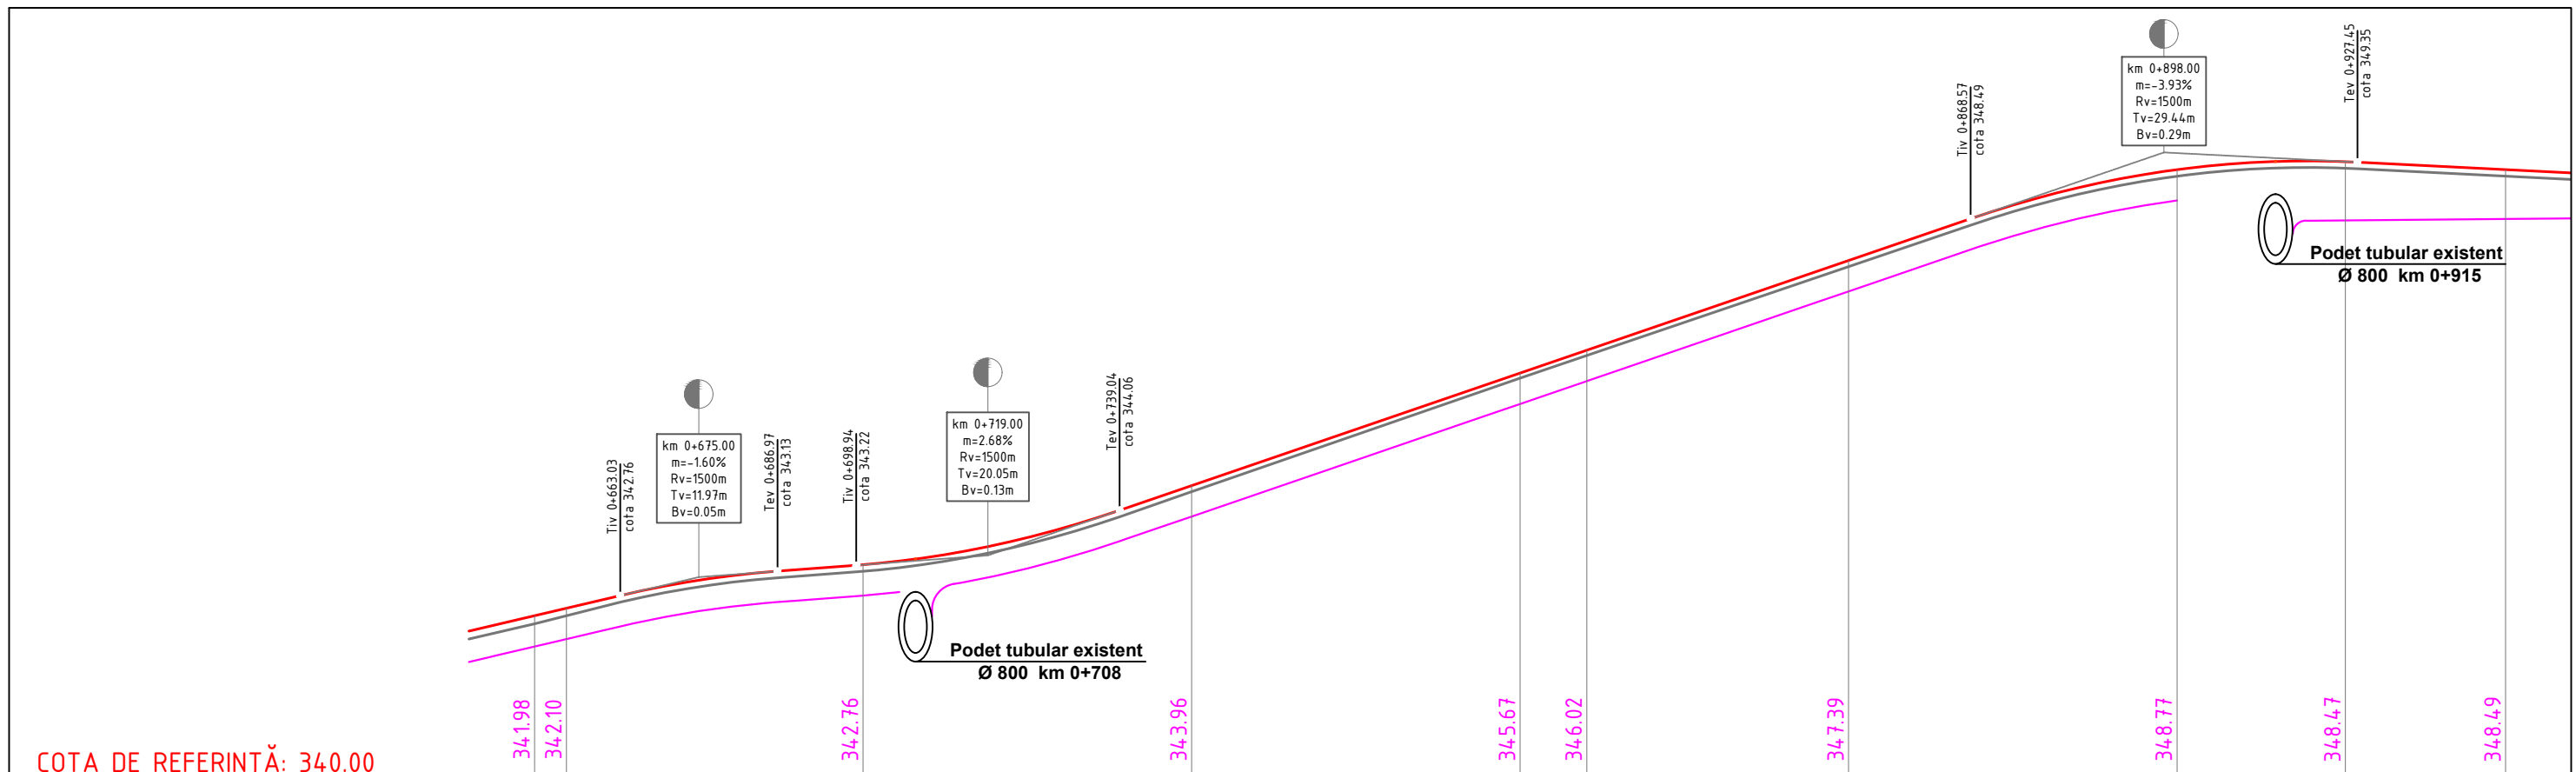 Tiv 0+663.03
cota 342.76
km 0+675.00
m=-1.60%
Rv=1500m
Tv=11.97m
Bv=0.05m
Tev 0+686.97
cota 343.13
Tiv 0+698.94
cota 343.22
km 0+719.00
m=2.68%
Rv=1500m
Tv=20.05m
Bv=0.13m
Tev 0+739.04
cota 344.06
Tiv 0+868.57
cota 348.49
km 0+898.00
m=-3.93%
Rv=1500m
Tv=29.44m
Bv=0.29m
Tev 0+927.45
cota 349.35
Podet tubular existent
Ø 800 km 0+915
Podet tubular existent
Ø 800 km 0+708
341.98
342.10
342.76
343.96
345.67
346.02
347.39
348.77
348.47
348.49
COTA DE REFERINTĂ: 340.00